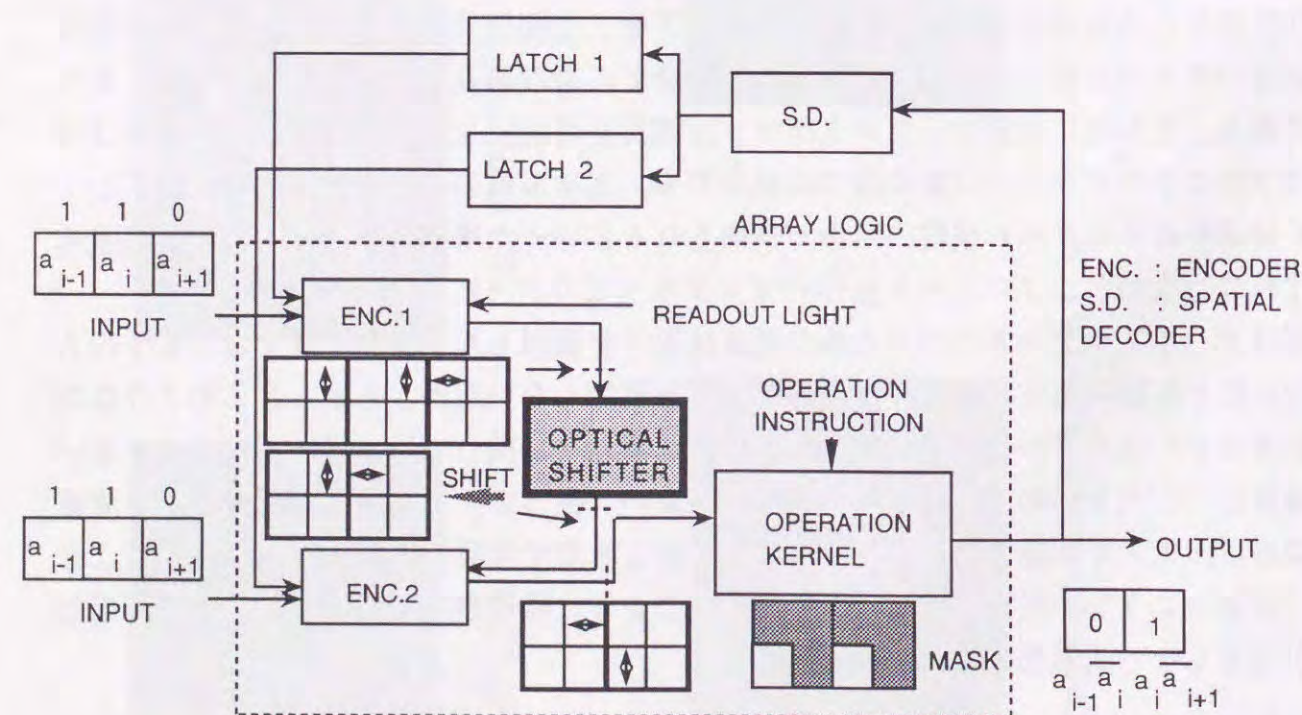 LATCH 1
S.D.
LATCH 2
ARRAY LOGIC
1 1 0
a i-1 a i a i+1
INPUT
ENC.1
READOUT LIGHT
ENC. : ENCODER
S.D. : SPATIAL
DECODER
OPERATION
INSTRUCTION
OPTICAL
SHIFTER
SHIFT
1 1 0
a i-1 a i a i+1
INPUT
ENC.2
OPERATION
KERNEL
OUTPUT
MASK
0 1
a i-1 a̅ i a i a̅ i+1